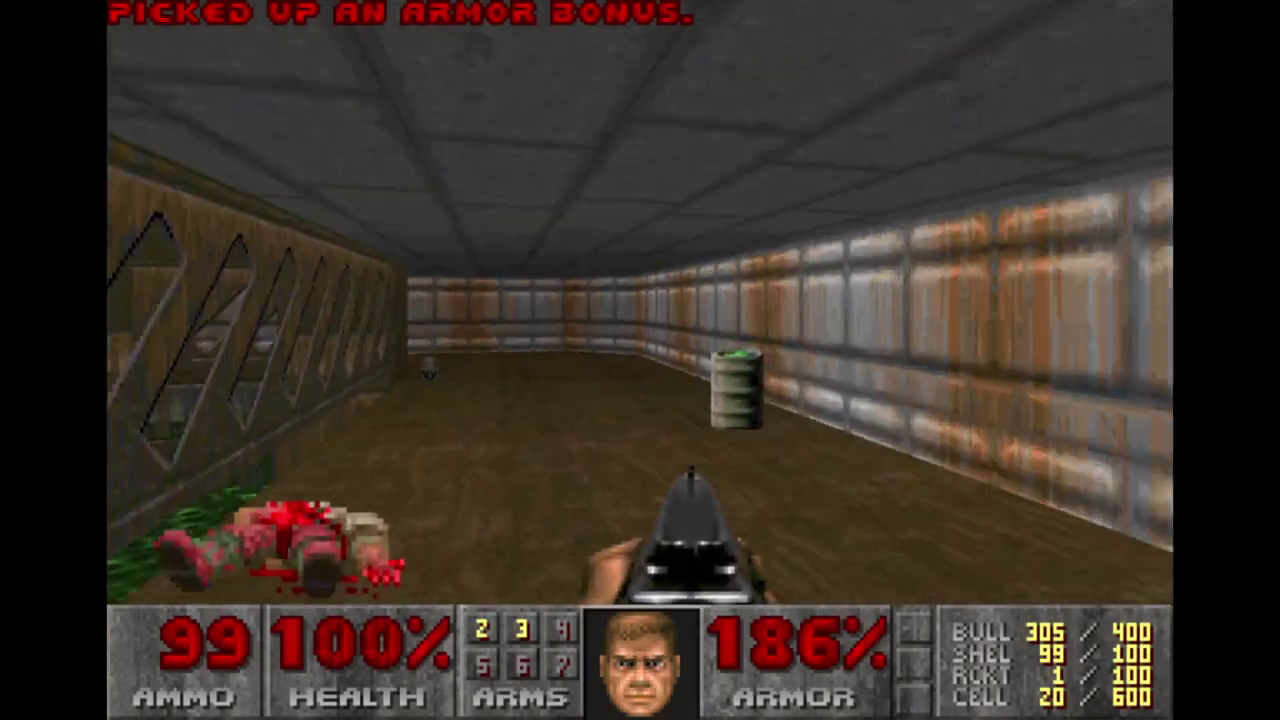 PICKED UP AN ARMOR BONUS.
99 100% 2 3 4 186% BULL 305 / 400
5 6 7 SHEL 99 / 100
RCKT 1 / 100
AMMO HEALTH ARMS ARMOR CELL 20 / 600